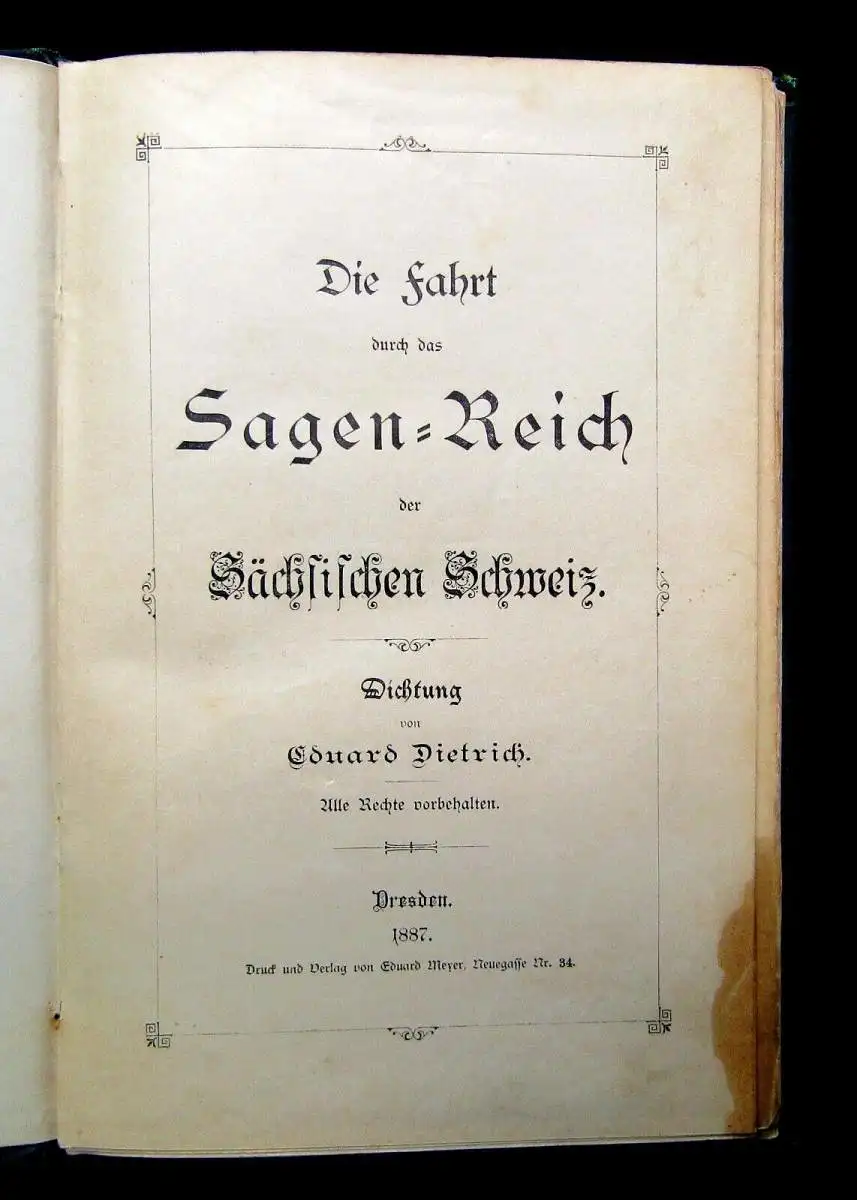 Die Fahrt
durch das
Sagen=Reich
der
Sächſiſchen Schweiz.
Dichtung
von
Eduard Dietrich.
Alle Rechte vorbehalten.
Dresden.
1887.
Druck und Verlag von Eduard Meyer, Neuegaſſe Nr. 34.